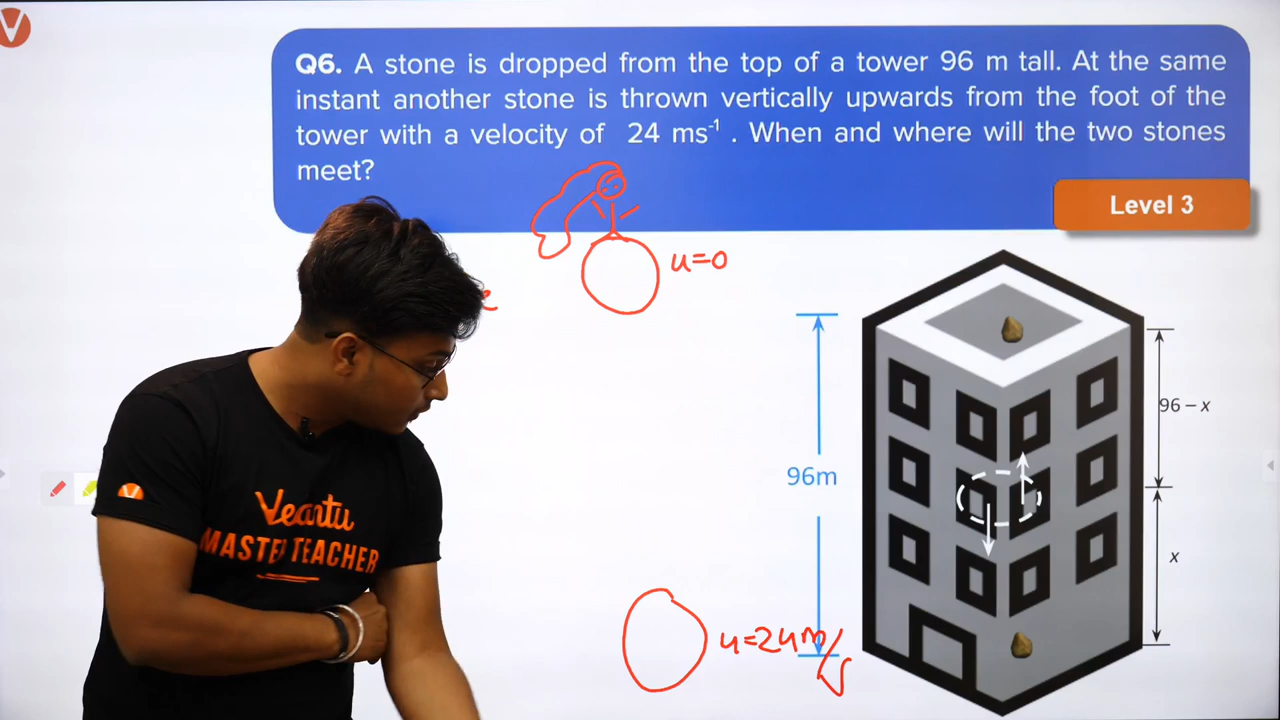 V
Q6. A stone is dropped from the top of a tower 96 m tall. At the same
instant another stone is thrown vertically upwards from the foot of the
tower with a velocity of 24 ms⁻¹ . When and where will the two stones
meet?
Level 3
u=0
96 – x
96m
x
u=24m/s
Vedantu
MASTER TEACHER